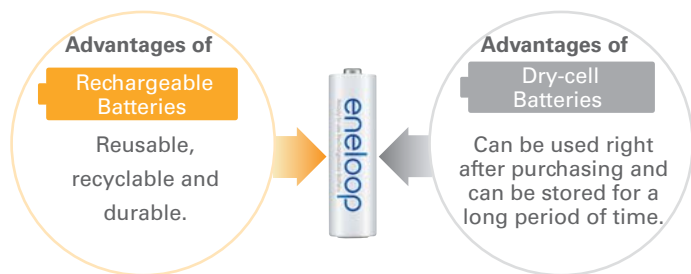 Advantages of
Rechargeable
Batteries
Reusable,
recyclable and
durable.
eneloop
Advantages of
Dry-cell
Batteries
Can be used right
after purchasing and
can be stored for a
long period of time.